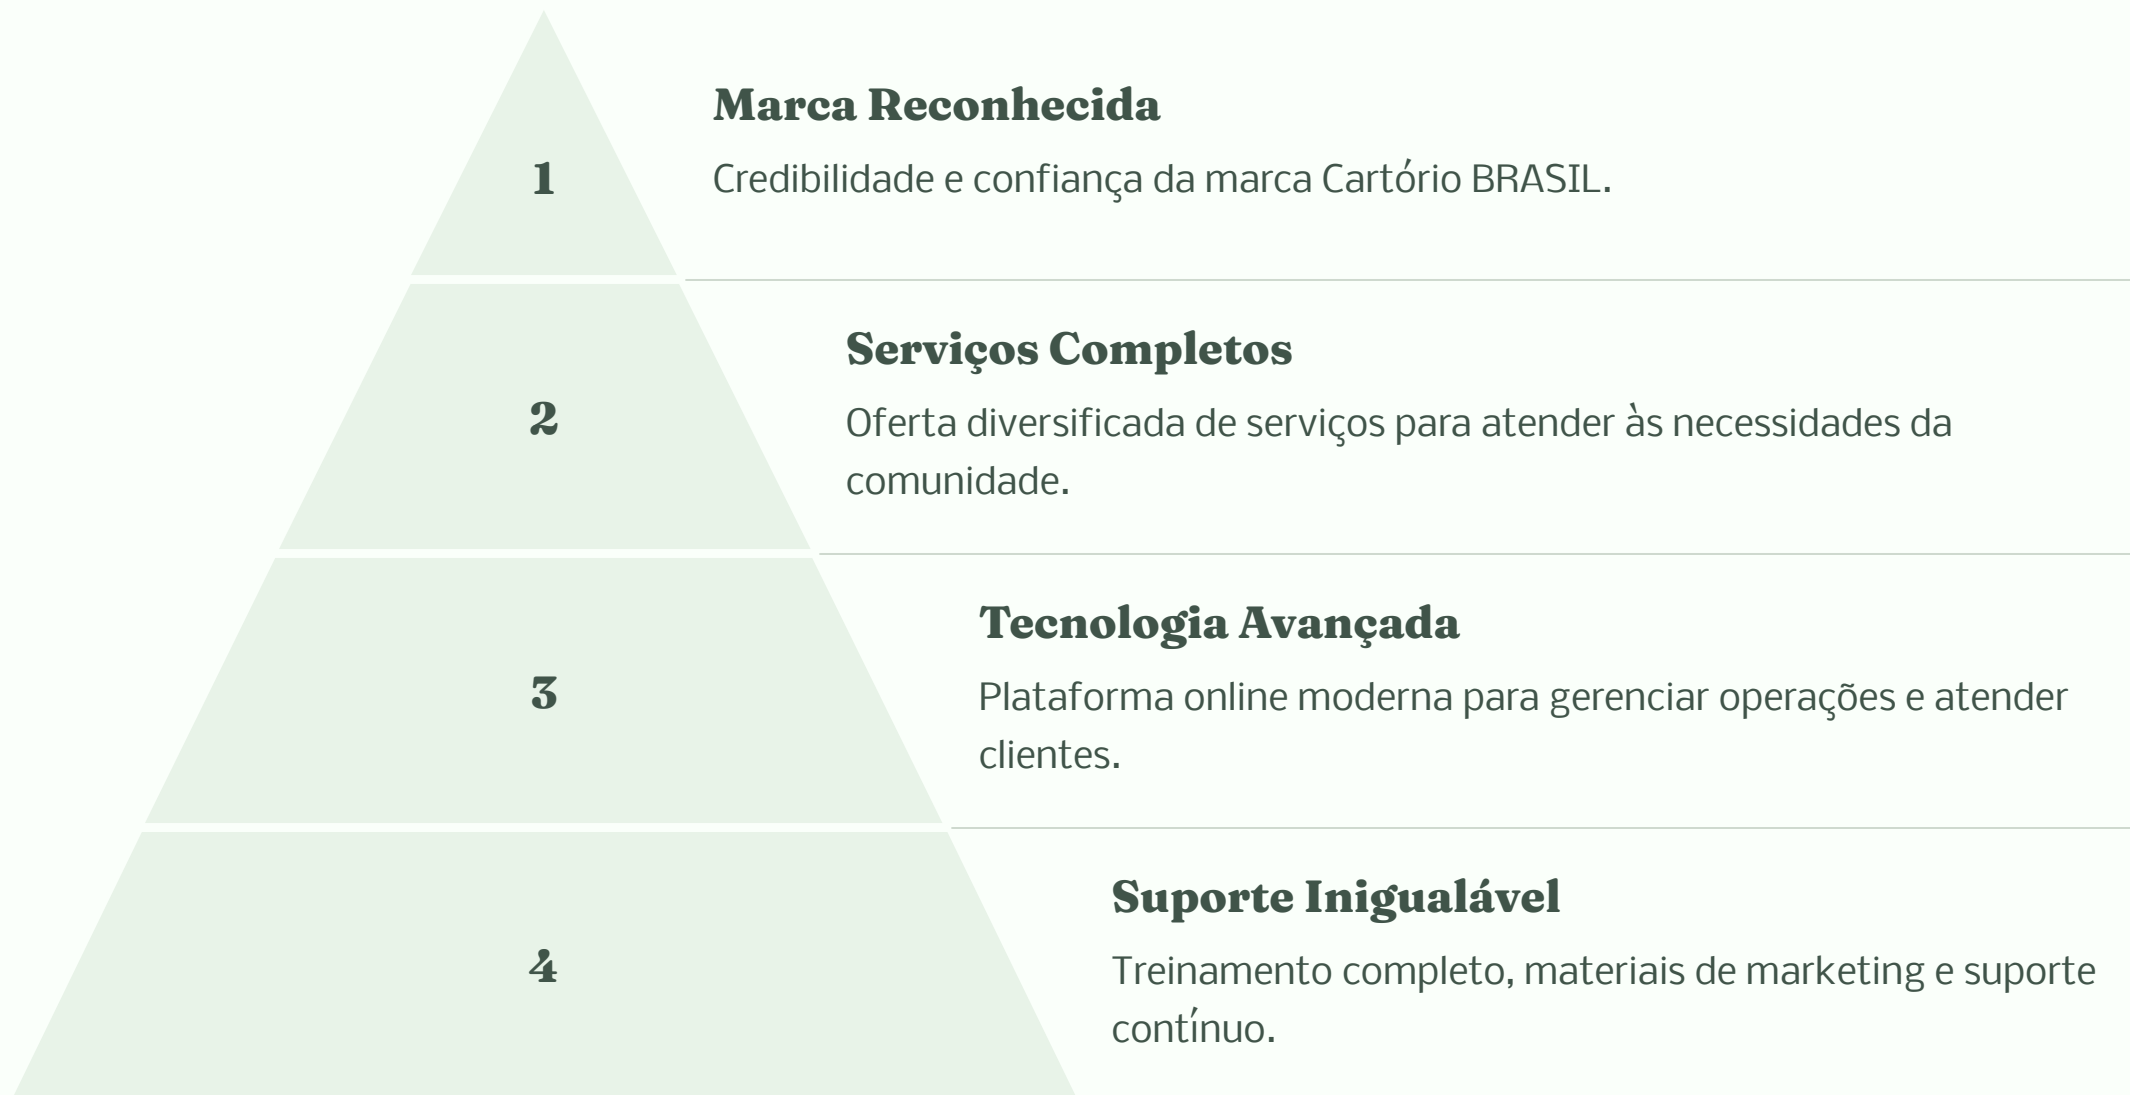 Marca Reconhecida
1
Credibilidade e confiança da marca Cartório BRASIL.
Serviços Completos
2
Oferta diversificada de serviços para atender às necessidades da
comunidade.
Tecnologia Avançada
3
Plataforma online moderna para gerenciar operações e atender
clientes.
Suporte Inigualável
4
Treinamento completo, materiais de marketing e suporte
contínuo.